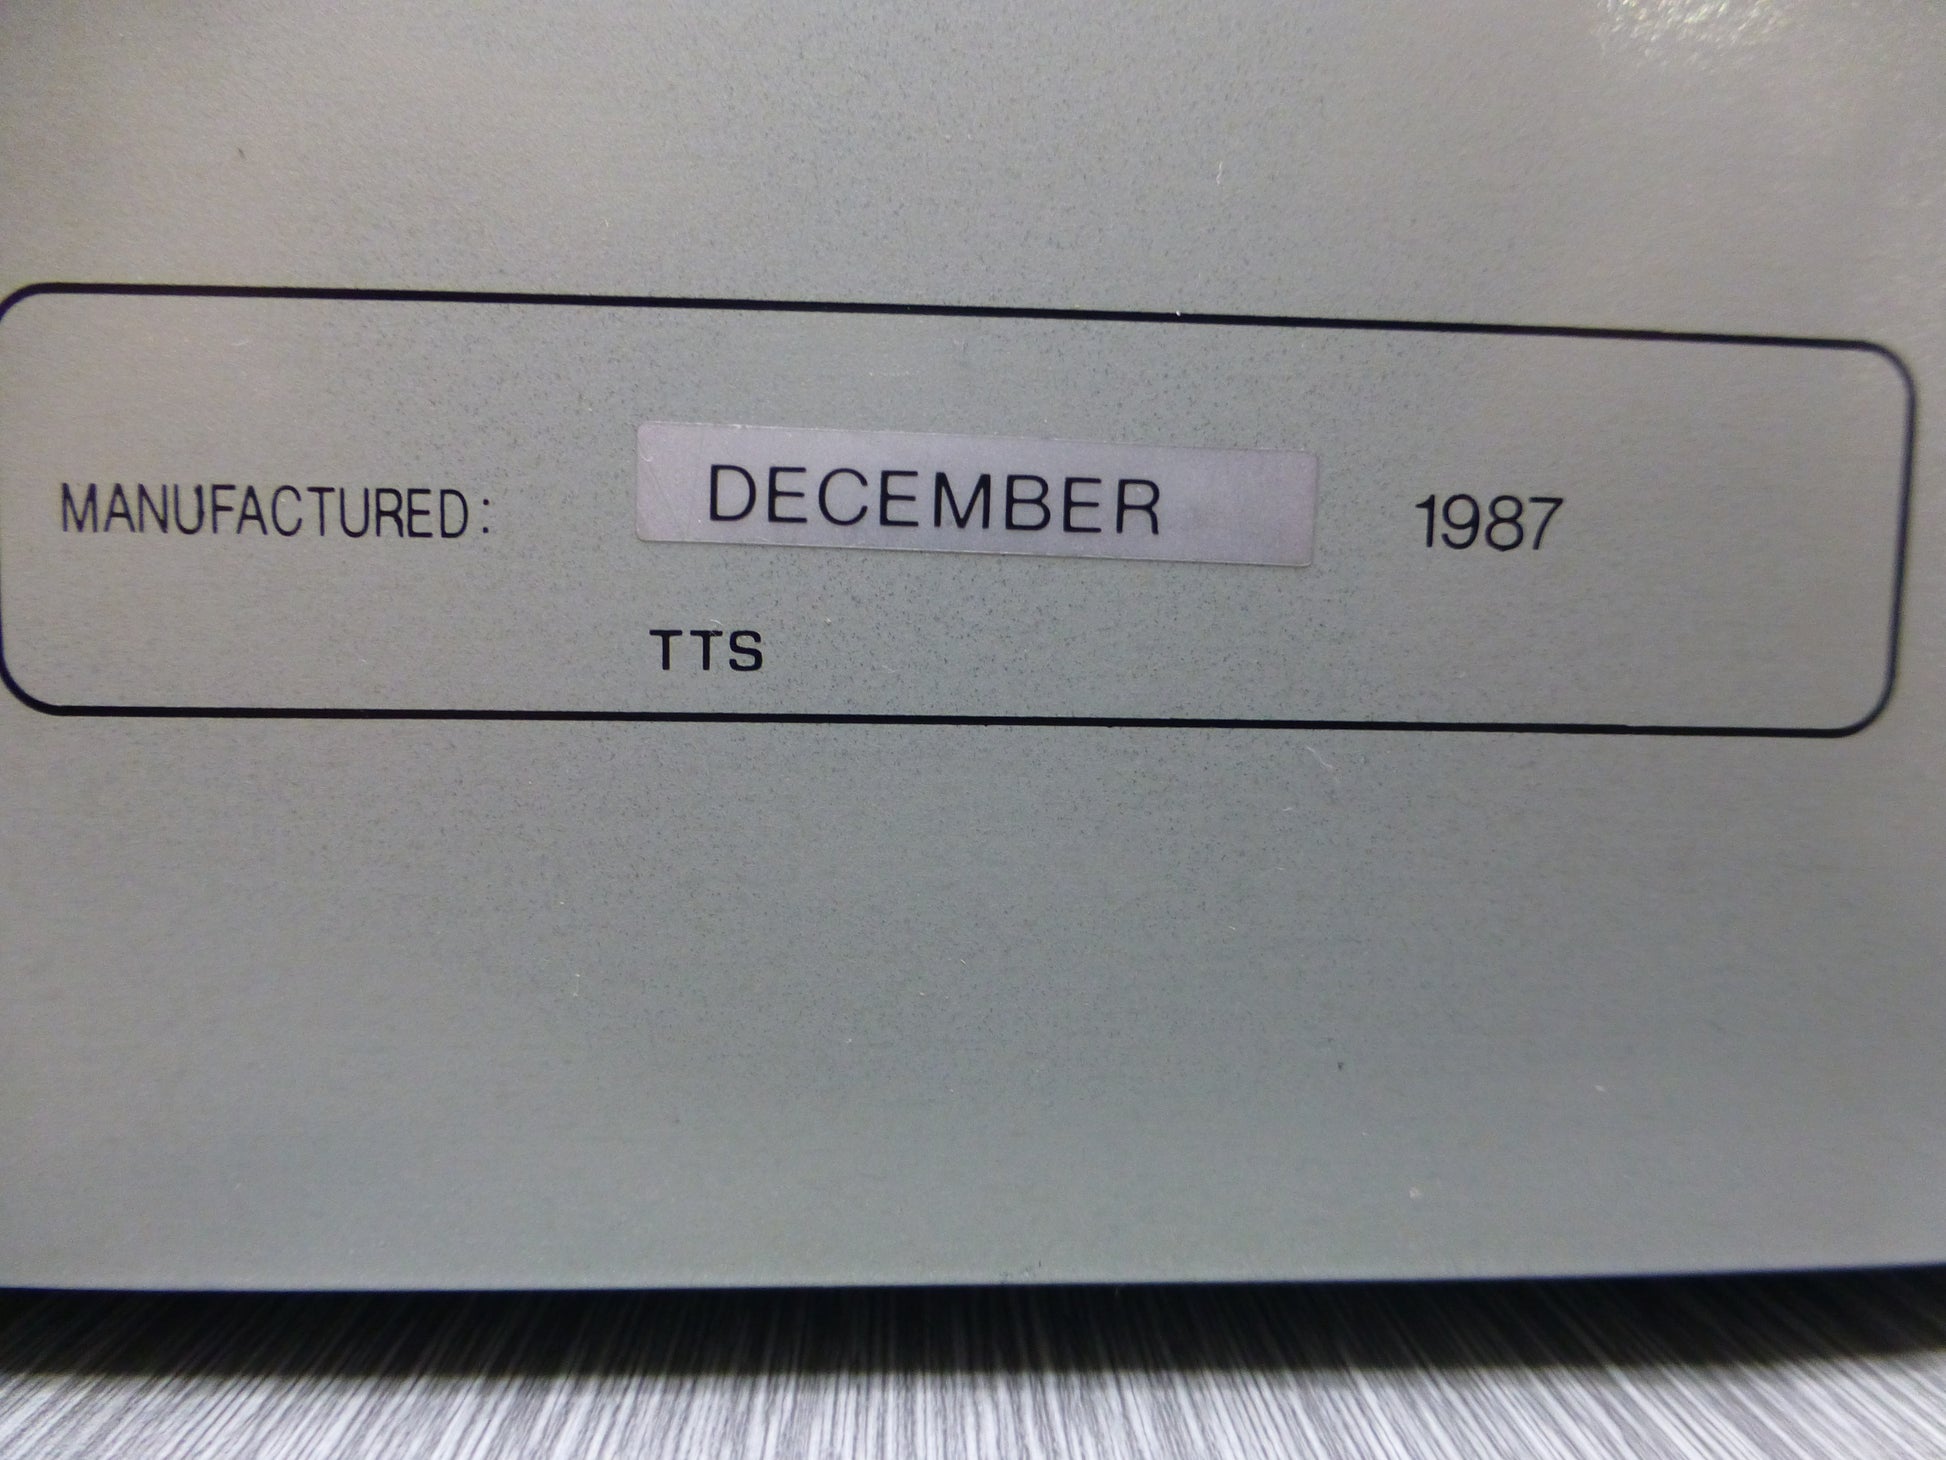 MANUFACTURED: DECEMBER 1987
TTS